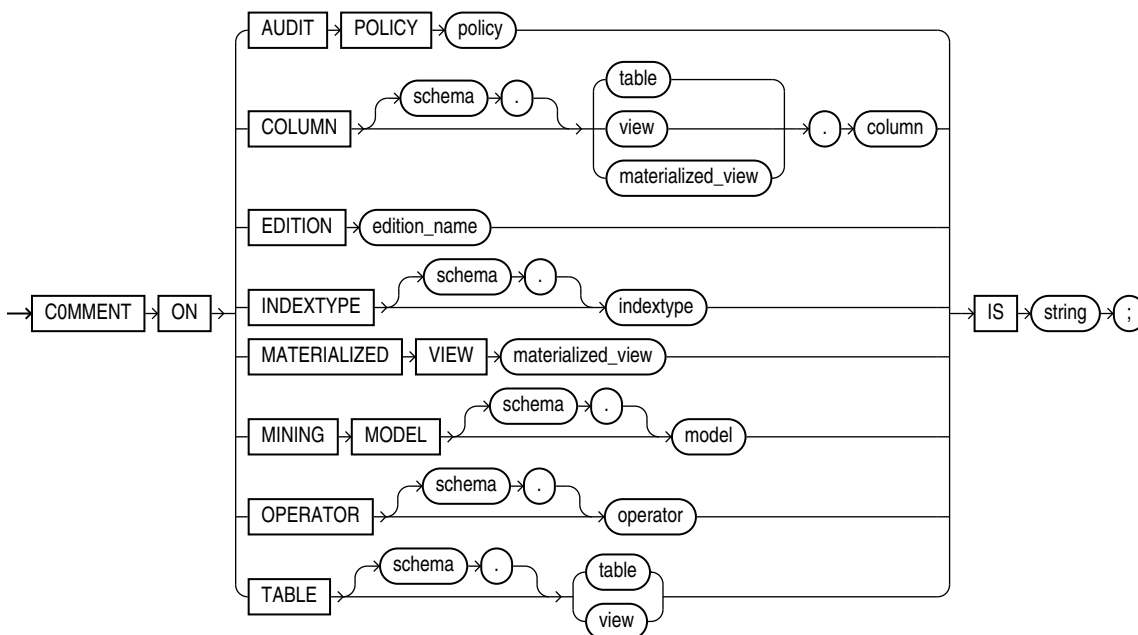 AUDIT POLICY policy
schema .
table
COLUMN view . column
materialized_view
EDITION edition_name
schema .
C0MMENT ON INDEXTYPE indextype IS string ;
MATERIALIZED VIEW materialized_view
schema .
MINING MODEL model
schema .
OPERATOR operator
schema . table
TABLE view